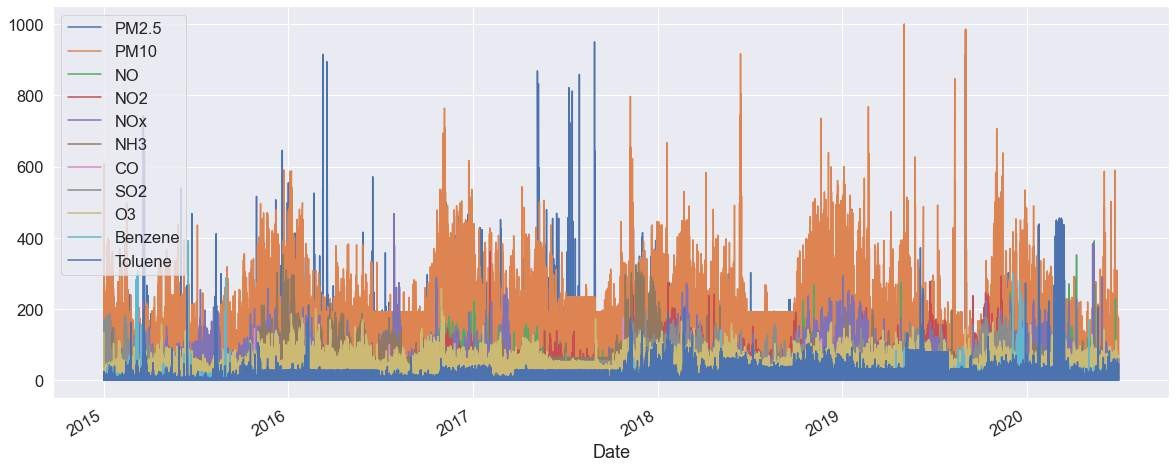 1000
800
600
400
200
0
PM2.5
PM10
NO
NO2
NOx
NH3
CO
SO2
O3
Benzene
Toluene
2015
2016
2017
2018
2019
2020
Date